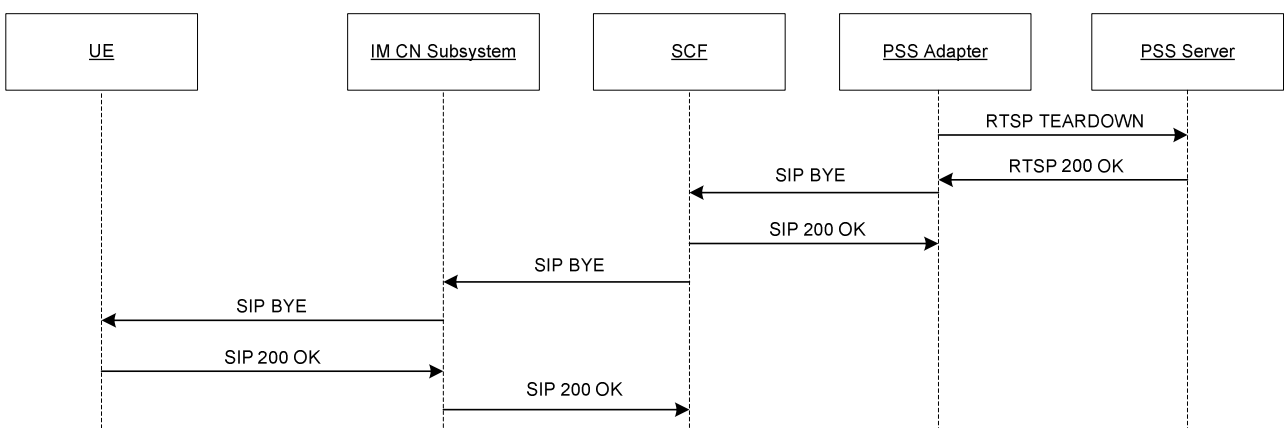 UE
IM CN Subsystem
SCF
PSS Adapter
PSS Server
RTSP TEARDOWN
RTSP 200 OK
SIP BYE
SIP 200 OK
SIP BYE
SIP BYE
SIP 200 OK
SIP 200 OK